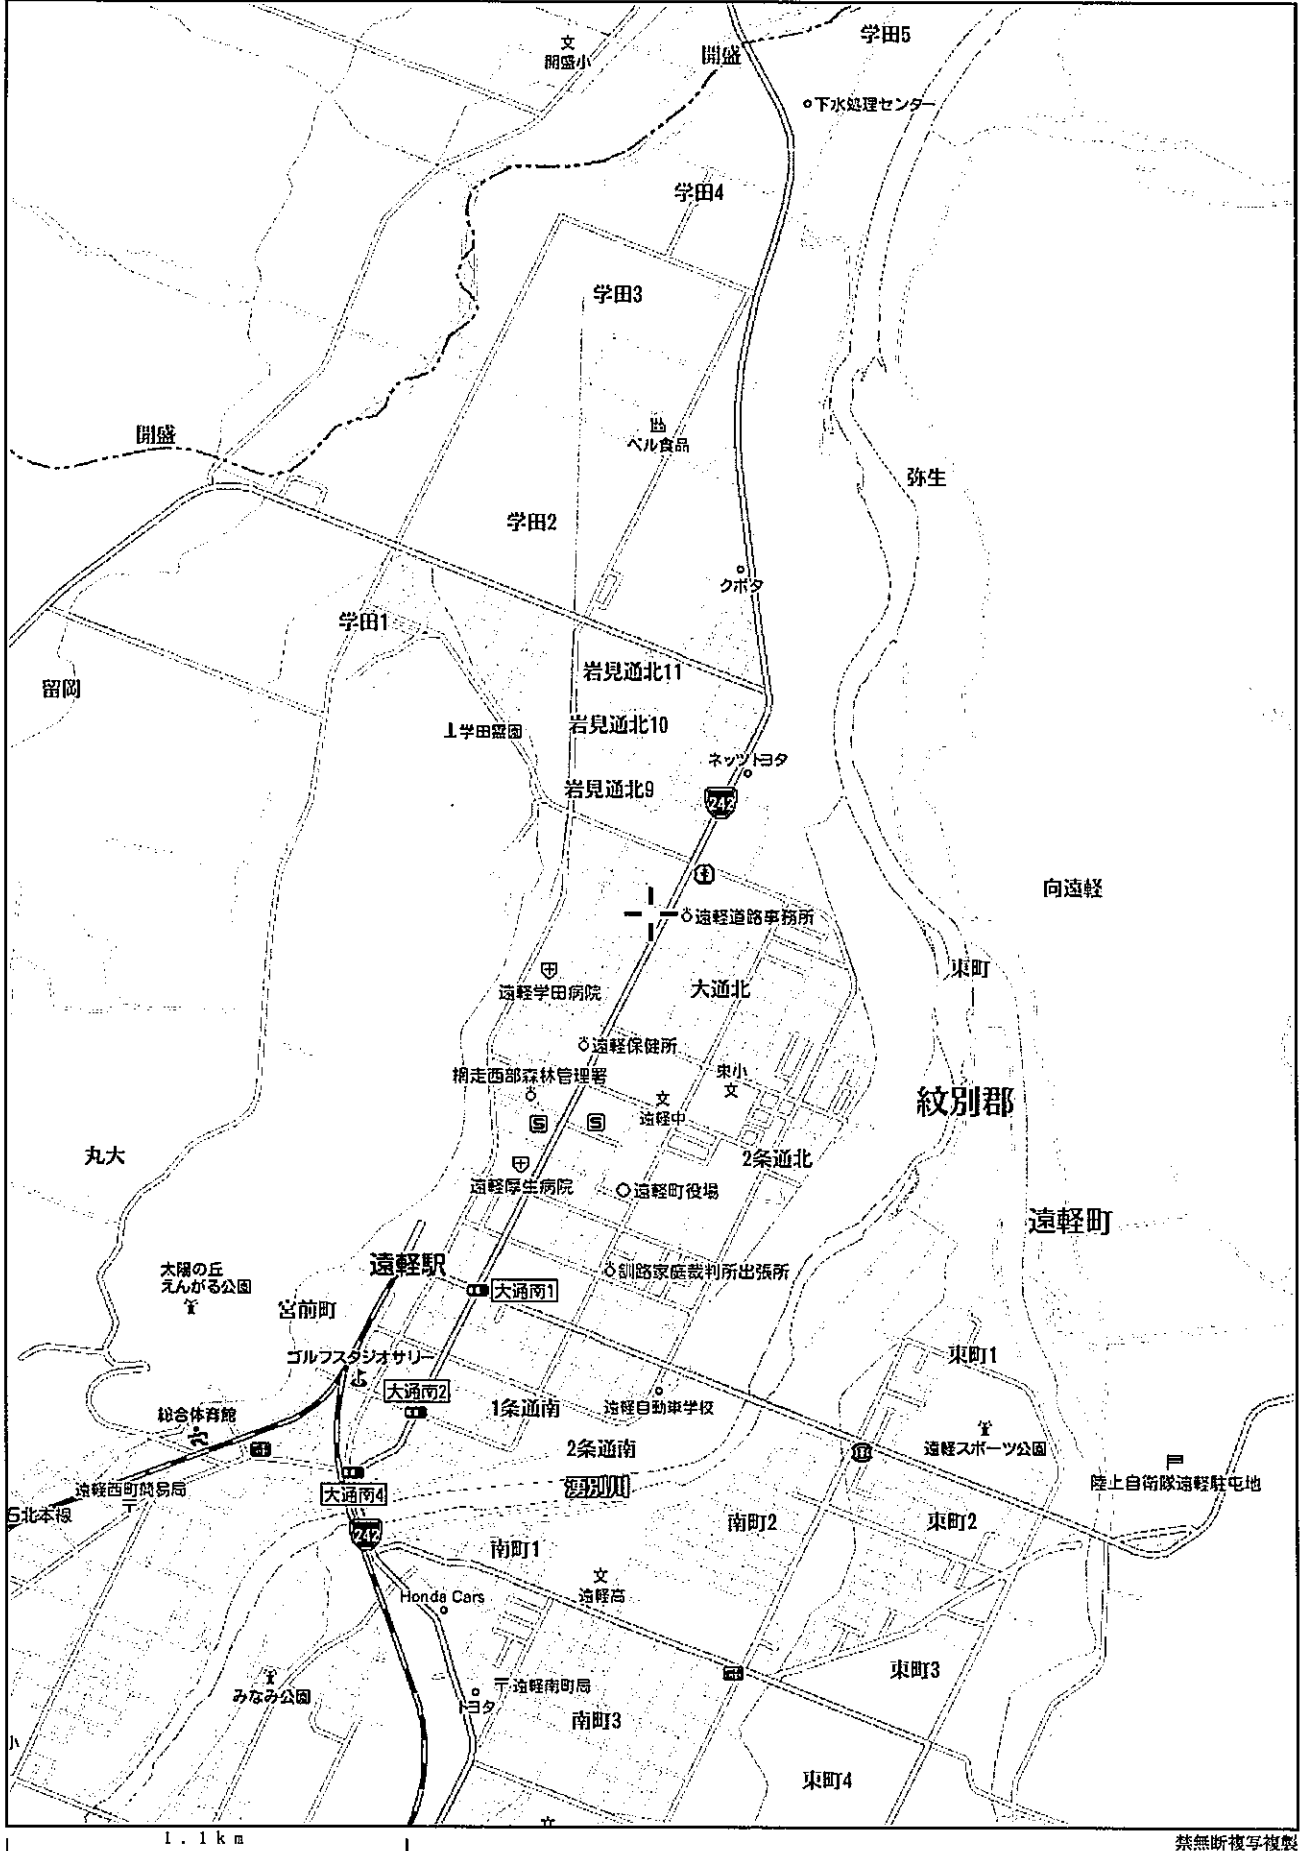 学田5
文
開盛小
開盛
下水処理センター
学田4
学田3
ベル食品
開盛
弥生
学田2
クボタ
学田1
岩見通北11
留岡
岩見通北10
学田霊園
ネッツトヨタ
岩見通北9
242
向遠軽
遠軽道路事務所
東町
遠軽学田病院
大通北
遠軽保健所
網走西部森林管理署
東小
文
文
遠軽中
紋別郡
S
S
丸大
2条通北
遠軽厚生病院
遠軽町役場
遠軽町
遠軽駅
太陽の丘
えんがる公園
釧路家庭裁判所出張所
大通南1
宮前町
ゴルフスタジオサリー
東町1
大通南2
1条通南
遠軽自動車学校
総合体育館
2条通南
遠軽スポーツ公園
陸上自衛隊遠軽駐屯地
遠軽西町簡易局
大通南4
湧別川
石北本線
南町2
東町2
242
南町1
文
遠軽高
Honda Cars
東町3
みなみ公園
遠軽南町局
トヨタ
南町3
小
東町4
文
1.1km
禁無断複写複製